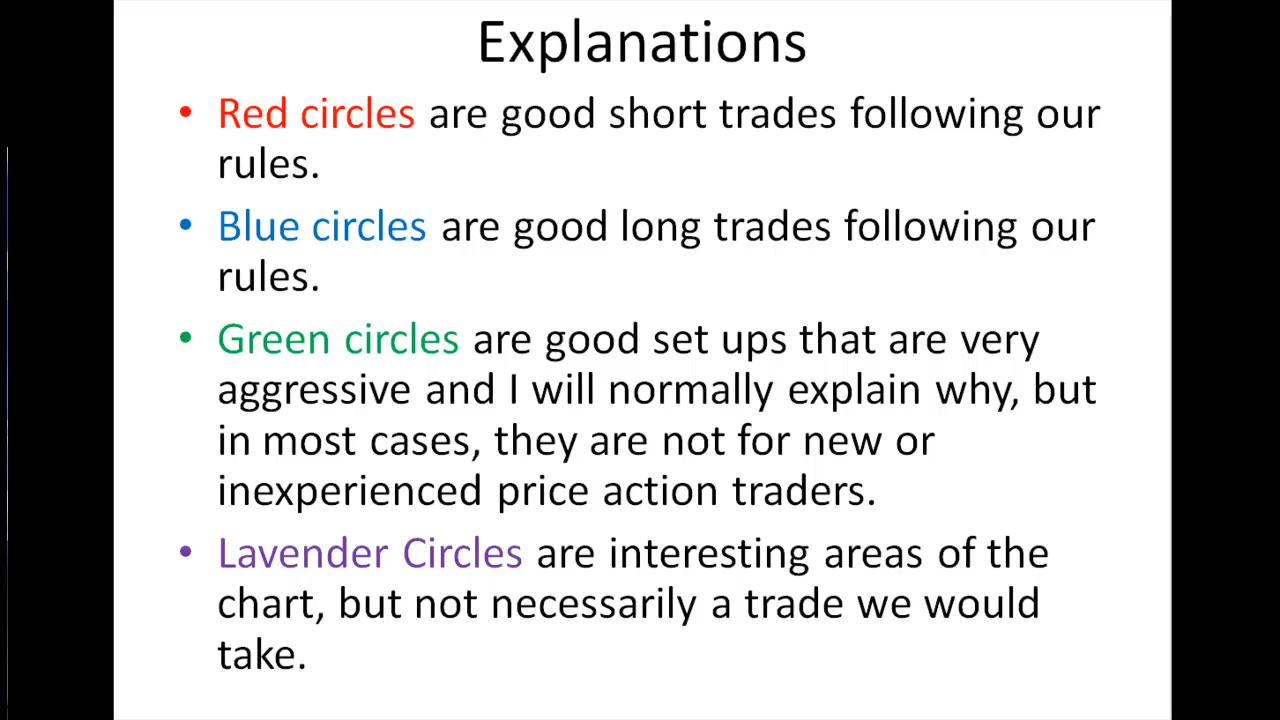 Explanations
• Red circles are good short trades following our
rules.
• Blue circles are good long trades following our
rules.
• Green circles are good set ups that are very
aggressive and I will normally explain why, but
in most cases, they are not for new or
inexperienced price action traders.
• Lavender Circles are interesting areas of the
chart, but not necessarily a trade we would
take.